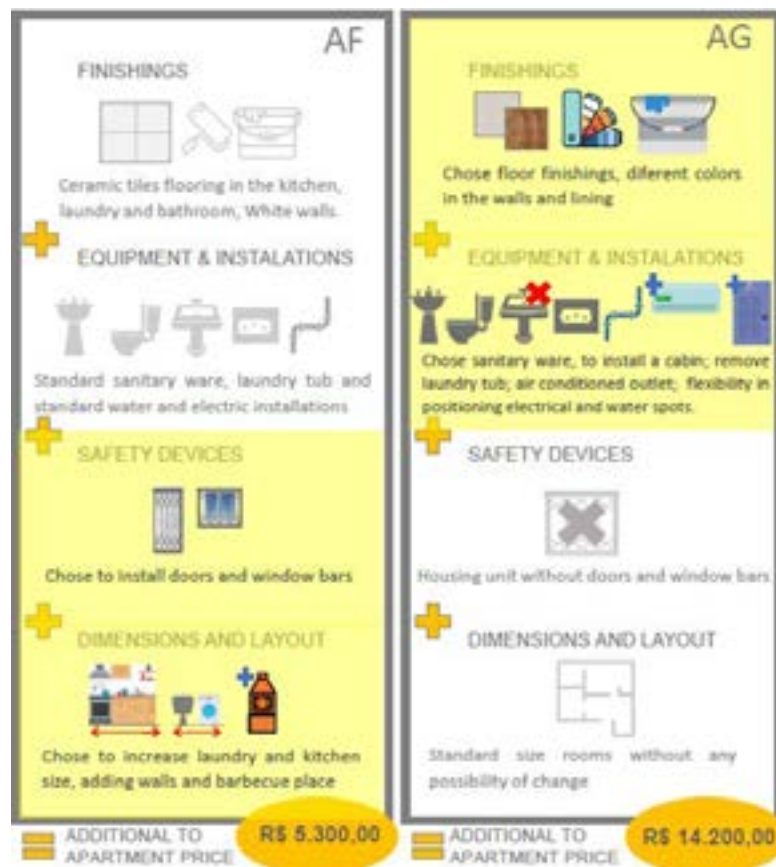 AF
FINISHINGS
Ceramic tiles flooring in the kitchen,
laundry and bathroom, White walls.
EQUIPMENT & INSTALATIONS
Standard sanitary ware, laundry tub and
standard water and electric installations
SAFETY DEVICES
Chose to Install doors and window bars
DIMENSIONS AND LAYOUT
Chose to increase laundry and kitchen
size, adding walls and barbecue place
ADDITIONAL TO
APARTMENT PRICE
R$ 5.300,00
AG
FINISHINGS
Chose floor finishings, diferent colors
in the walls and lining
EQUIPMENT & INSTALATIONS
Chose sanitary ware, to install a cabin; remove
laundry tub; air conditioned outlet; flexibility in
positioning electrical and water spots.
SAFETY DEVICES
Housing unit without doors and window bars
DIMENSIONS AND LAYOUT
Standard size rooms without any
possibility of change
ADDITIONAL TO
APARTMENT PRICE
R$ 14.200,00